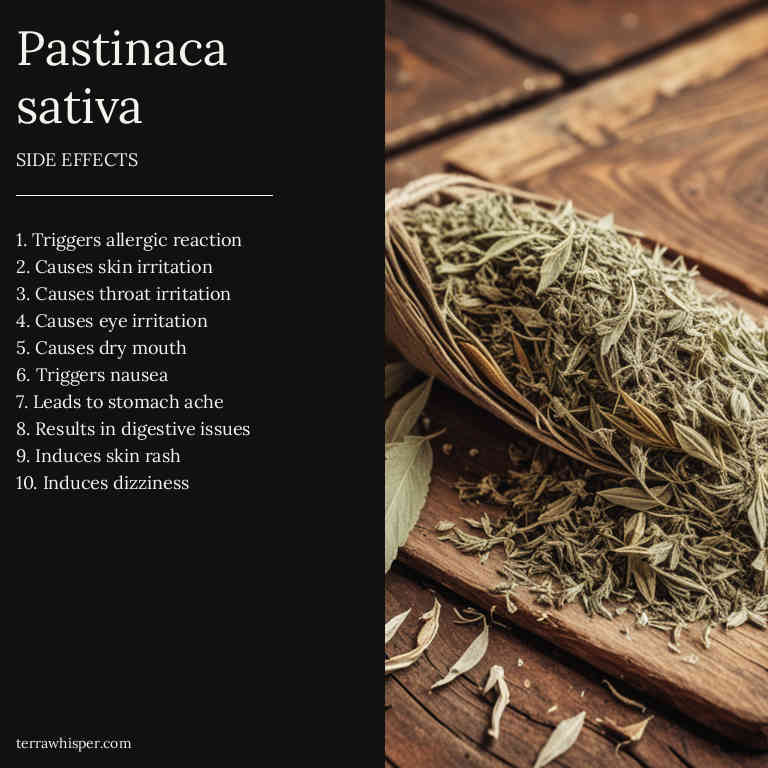 Pastinaca
sativa
SIDE EFFECTS
1. Triggers allergic reaction
2. Causes skin irritation
3. Causes throat irritation
4. Causes eye irritation
5. Causes dry mouth
6. Triggers nausea
7. Leads to stomach ache
8. Results in digestive issues
9. Induces skin rash
10. Induces dizziness
terrawhisper.com